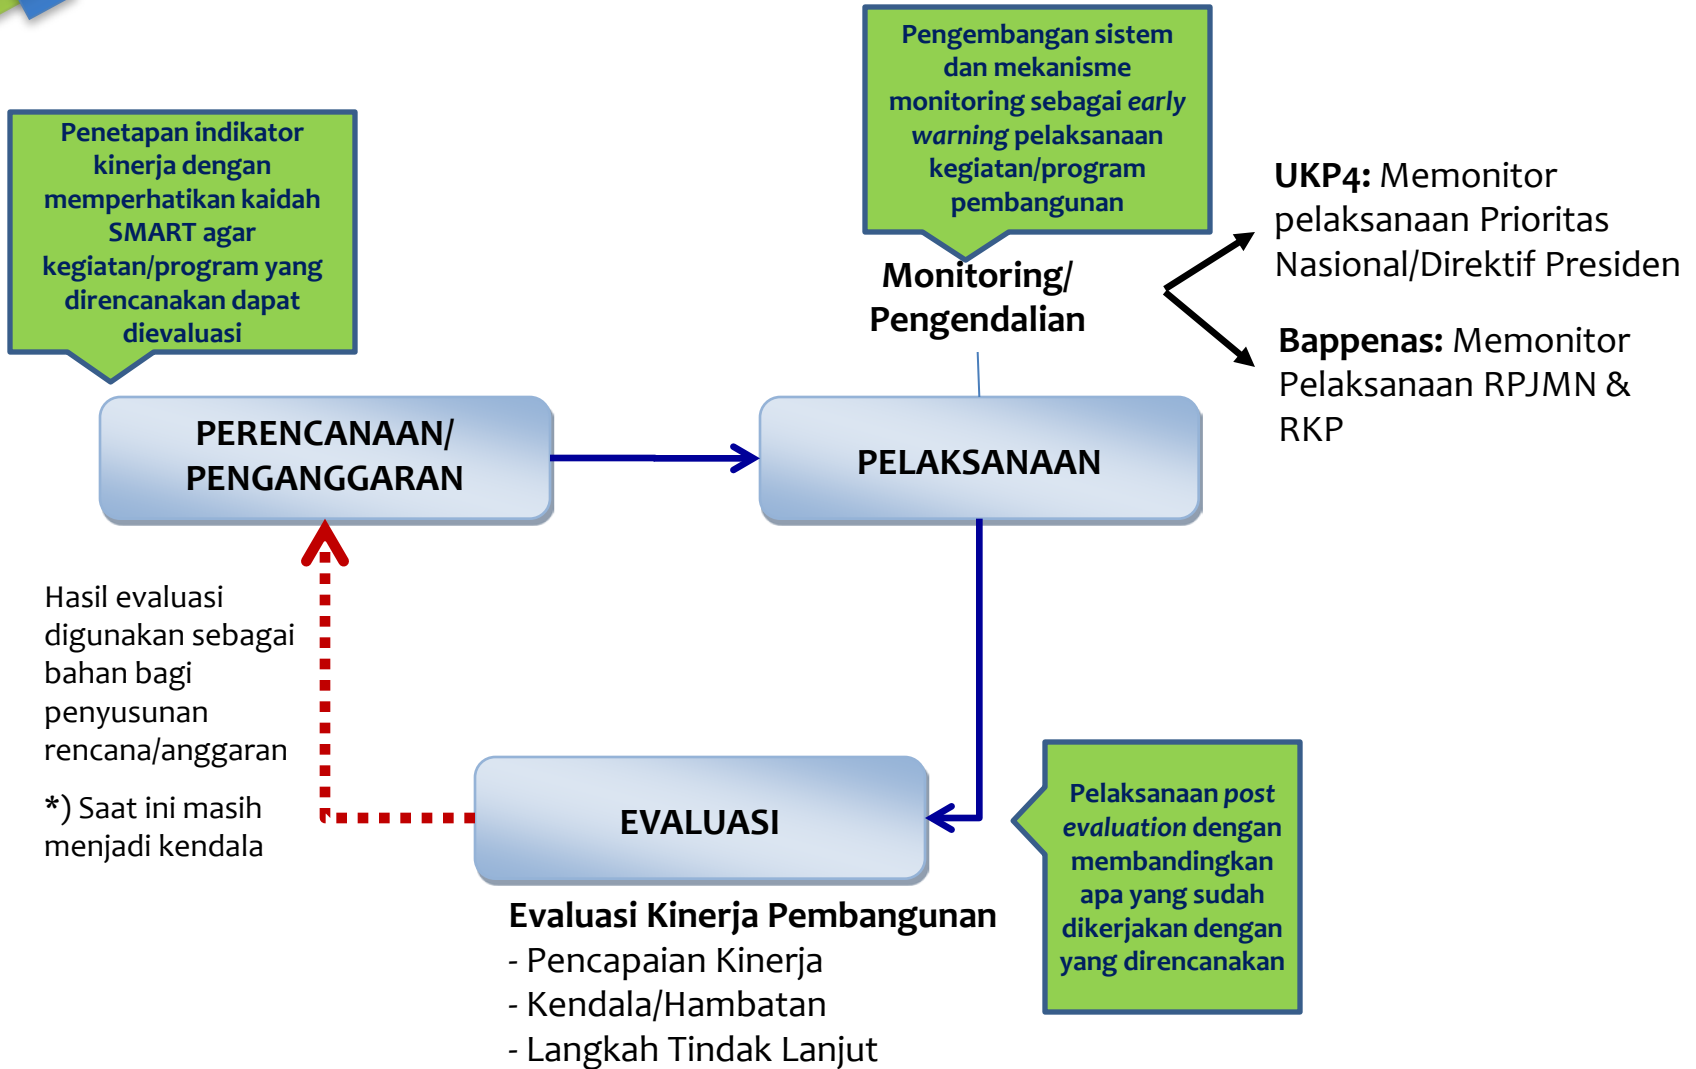 Pengembangan sistem
dan mekanisme
monitoring sebagai early
warning pelaksanaan
kegiatan/program
pembangunan
Penetapan indikator
kinerja dengan
memperhatikan kaidah
SMART agar
kegiatan/program yang
direncanakan dapat
dievaluasi
UKP4: Memonitor
pelaksanaan Prioritas
Nasional/Direktif Presiden
Monitoring/
Pengendalian
Bappenas: Memonitor
Pelaksanaan RPJMN &
RKP
PERENCANAAN/
PENGANGGARAN
PELAKSANAAN
Hasil evaluasi
digunakan sebagai
bahan bagi
penyusunan
rencana/anggaran
*) Saat ini masih
menjadi kendala
EVALUASI
Pelaksanaan post
evaluation dengan
membandingkan
apa yang sudah
dikerjakan dengan
yang direncanakan
Evaluasi Kinerja Pembangunan
- Pencapaian Kinerja
- Kendala/Hambatan
- Langkah Tindak Lanjut